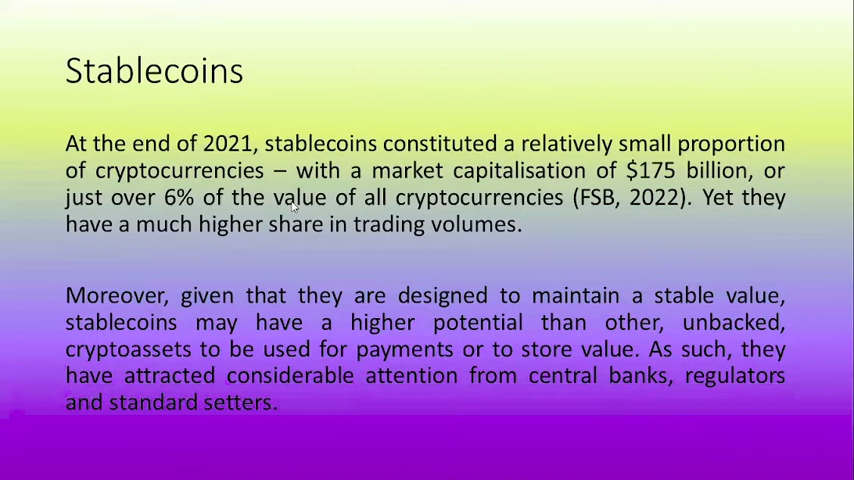 Stablecoins
At the end of 2021, stablecoins constituted a relatively small proportion
of cryptocurrencies – with a market capitalisation of $175 billion, or
just over 6% of the value of all cryptocurrencies (FSB, 2022). Yet they
have a much higher share in trading volumes.
Moreover, given that they are designed to maintain a stable value,
stablecoins may have a higher potential than other, unbacked,
cryptoassets to be used for payments or to store value. As such, they
have attracted considerable attention from central banks, regulators
and standard setters.